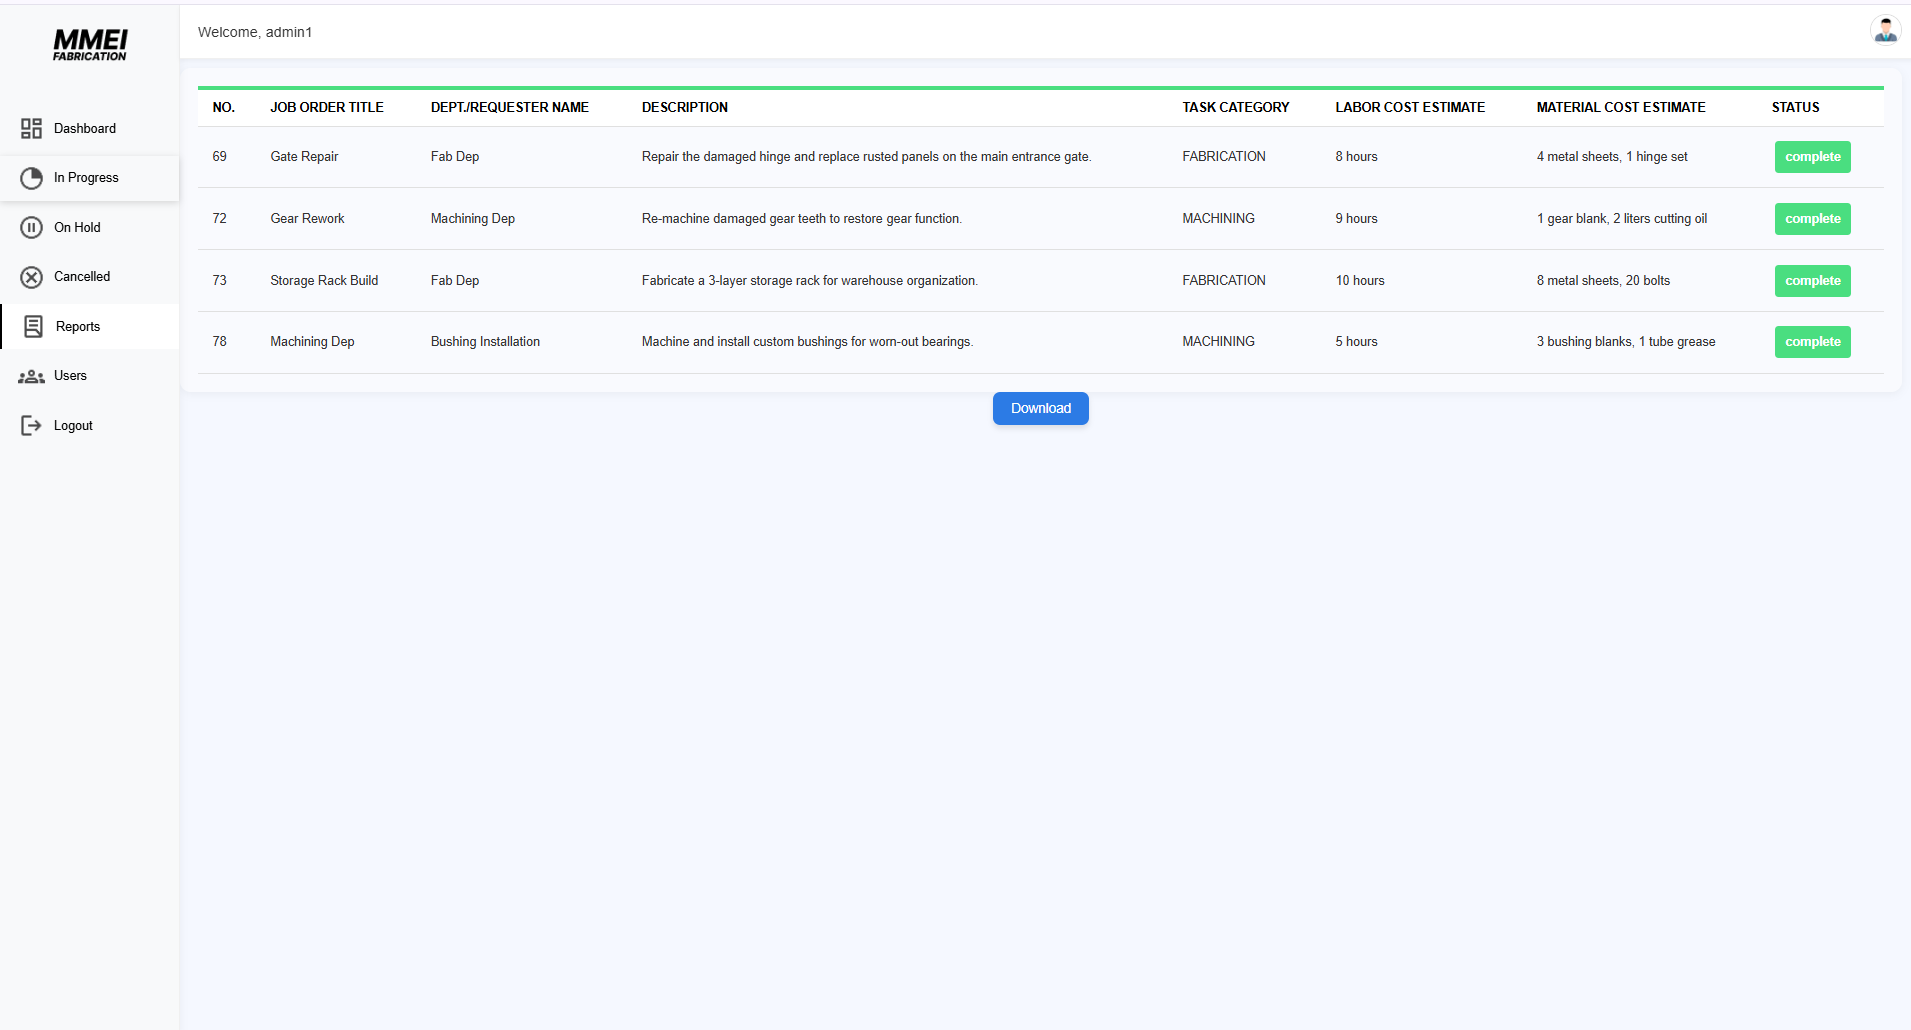 MMEI
FABRICATION
Welcome, admin1
Dashboard
In Progress
On Hold
Cancelled
Reports
Users
Logout
NO. JOB ORDER TITLE DEPT./REQUESTER NAME DESCRIPTION TASK CATEGORY LABOR COST ESTIMATE MATERIAL COST ESTIMATE STATUS
69 Gate Repair Fab Dep Repair the damaged hinge and replace rusted panels on the main entrance gate. FABRICATION 8 hours 4 metal sheets, 1 hinge set complete
72 Gear Rework Machining Dep Re-machine damaged gear teeth to restore gear function. MACHINING 9 hours 1 gear blank, 2 liters cutting oil complete
73 Storage Rack Build Fab Dep Fabricate a 3-layer storage rack for warehouse organization. FABRICATION 10 hours 8 metal sheets, 20 bolts complete
78 Machining Dep Bushing Installation Machine and install custom bushings for worn-out bearings. MACHINING 5 hours 3 bushing blanks, 1 tube grease complete
Download